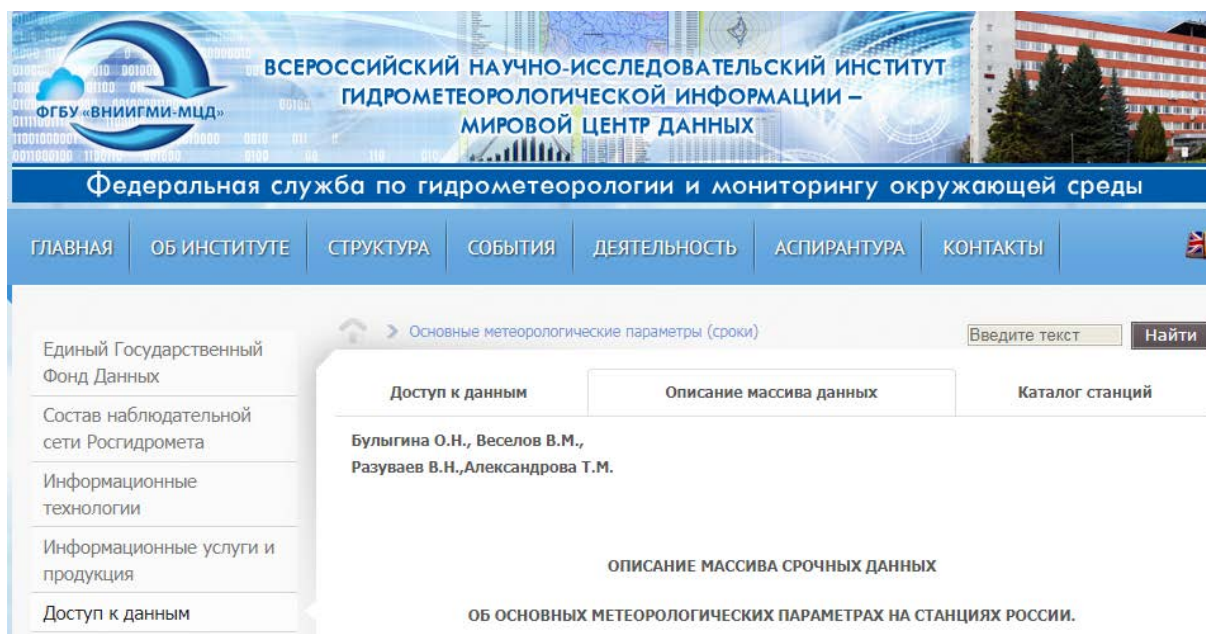 ФГБУ «ВНИИГМИ-МЦД»
ВСЕРОССИЙСКИЙ НАУЧНО-ИССЛЕДОВАТЕЛЬСКИЙ ИНСТИТУТ
ГИДРОМЕТЕОРОЛОГИЧЕСКОЙ ИНФОРМАЦИИ –
МИРОВОЙ ЦЕНТР ДАННЫХ
Федеральная служба по гидрометеорологии и мониторингу окружающей среды
ГЛАВНАЯ ОБ ИНСТИТУТЕ СТРУКТУРА СОБЫТИЯ ДЕЯТЕЛЬНОСТЬ АСПИРАНТУРА КОНТАКТЫ
Единый Государственный
Фонд Данных
Состав наблюдательной
сети Росгидромета
Информационные
технологии
Информационные услуги и
продукция
Доступ к данным
> Основные метеорологические параметры (сроки)
Введите текст Найти
Доступ к данным Описание массива данных Каталог станций
Булыгина О.Н., Веселов В.М.,
Разуваев В.Н.,Александрова Т.М.
ОПИСАНИЕ МАССИВА СРОЧНЫХ ДАННЫХ
ОБ ОСНОВНЫХ МЕТЕОРОЛОГИЧЕСКИХ ПАРАМЕТРАХ НА СТАНЦИЯХ РОССИИ.